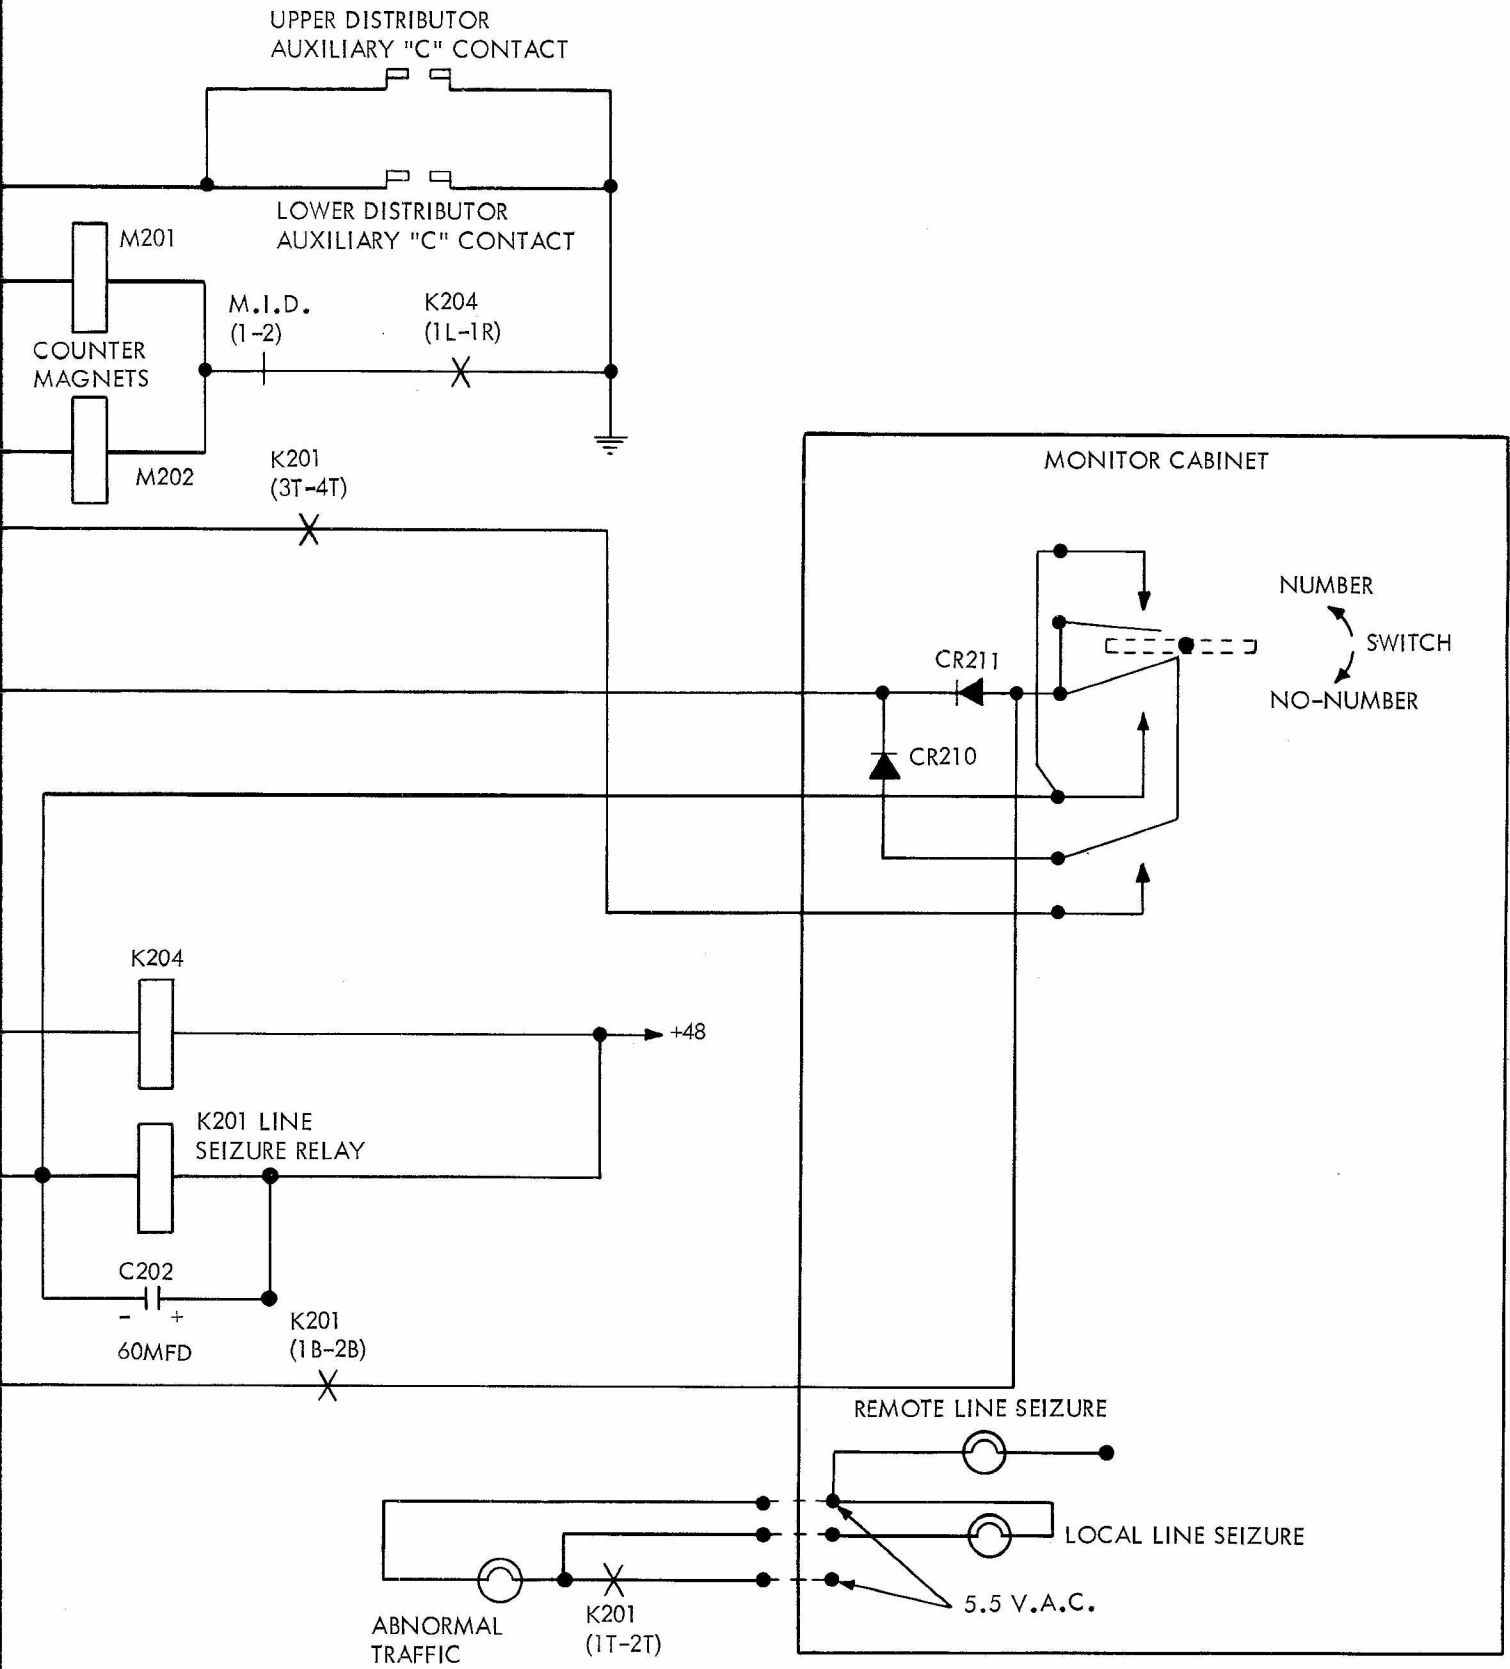 UPPER DISTRIBUTOR
AUXILIARY "C" CONTACT
LOWER DISTRIBUTOR
AUXILIARY "C" CONTACT
M201
M.I.D.
(1-2)
K204
(1L-1R)
COUNTER
MAGNETS
M202
K201
(3T-4T)
MONITOR CABINET
NUMBER
SWITCH
NO-NUMBER
CR211
CR210
K204
+48
K201 LINE
SEIZURE RELAY
C202
- +
60MFD
K201
(1B-2B)
REMOTE LINE SEIZURE
LOCAL LINE SEIZURE
5.5 V.A.C.
K201
(1T-2T)
ABNORMAL
TRAFFIC